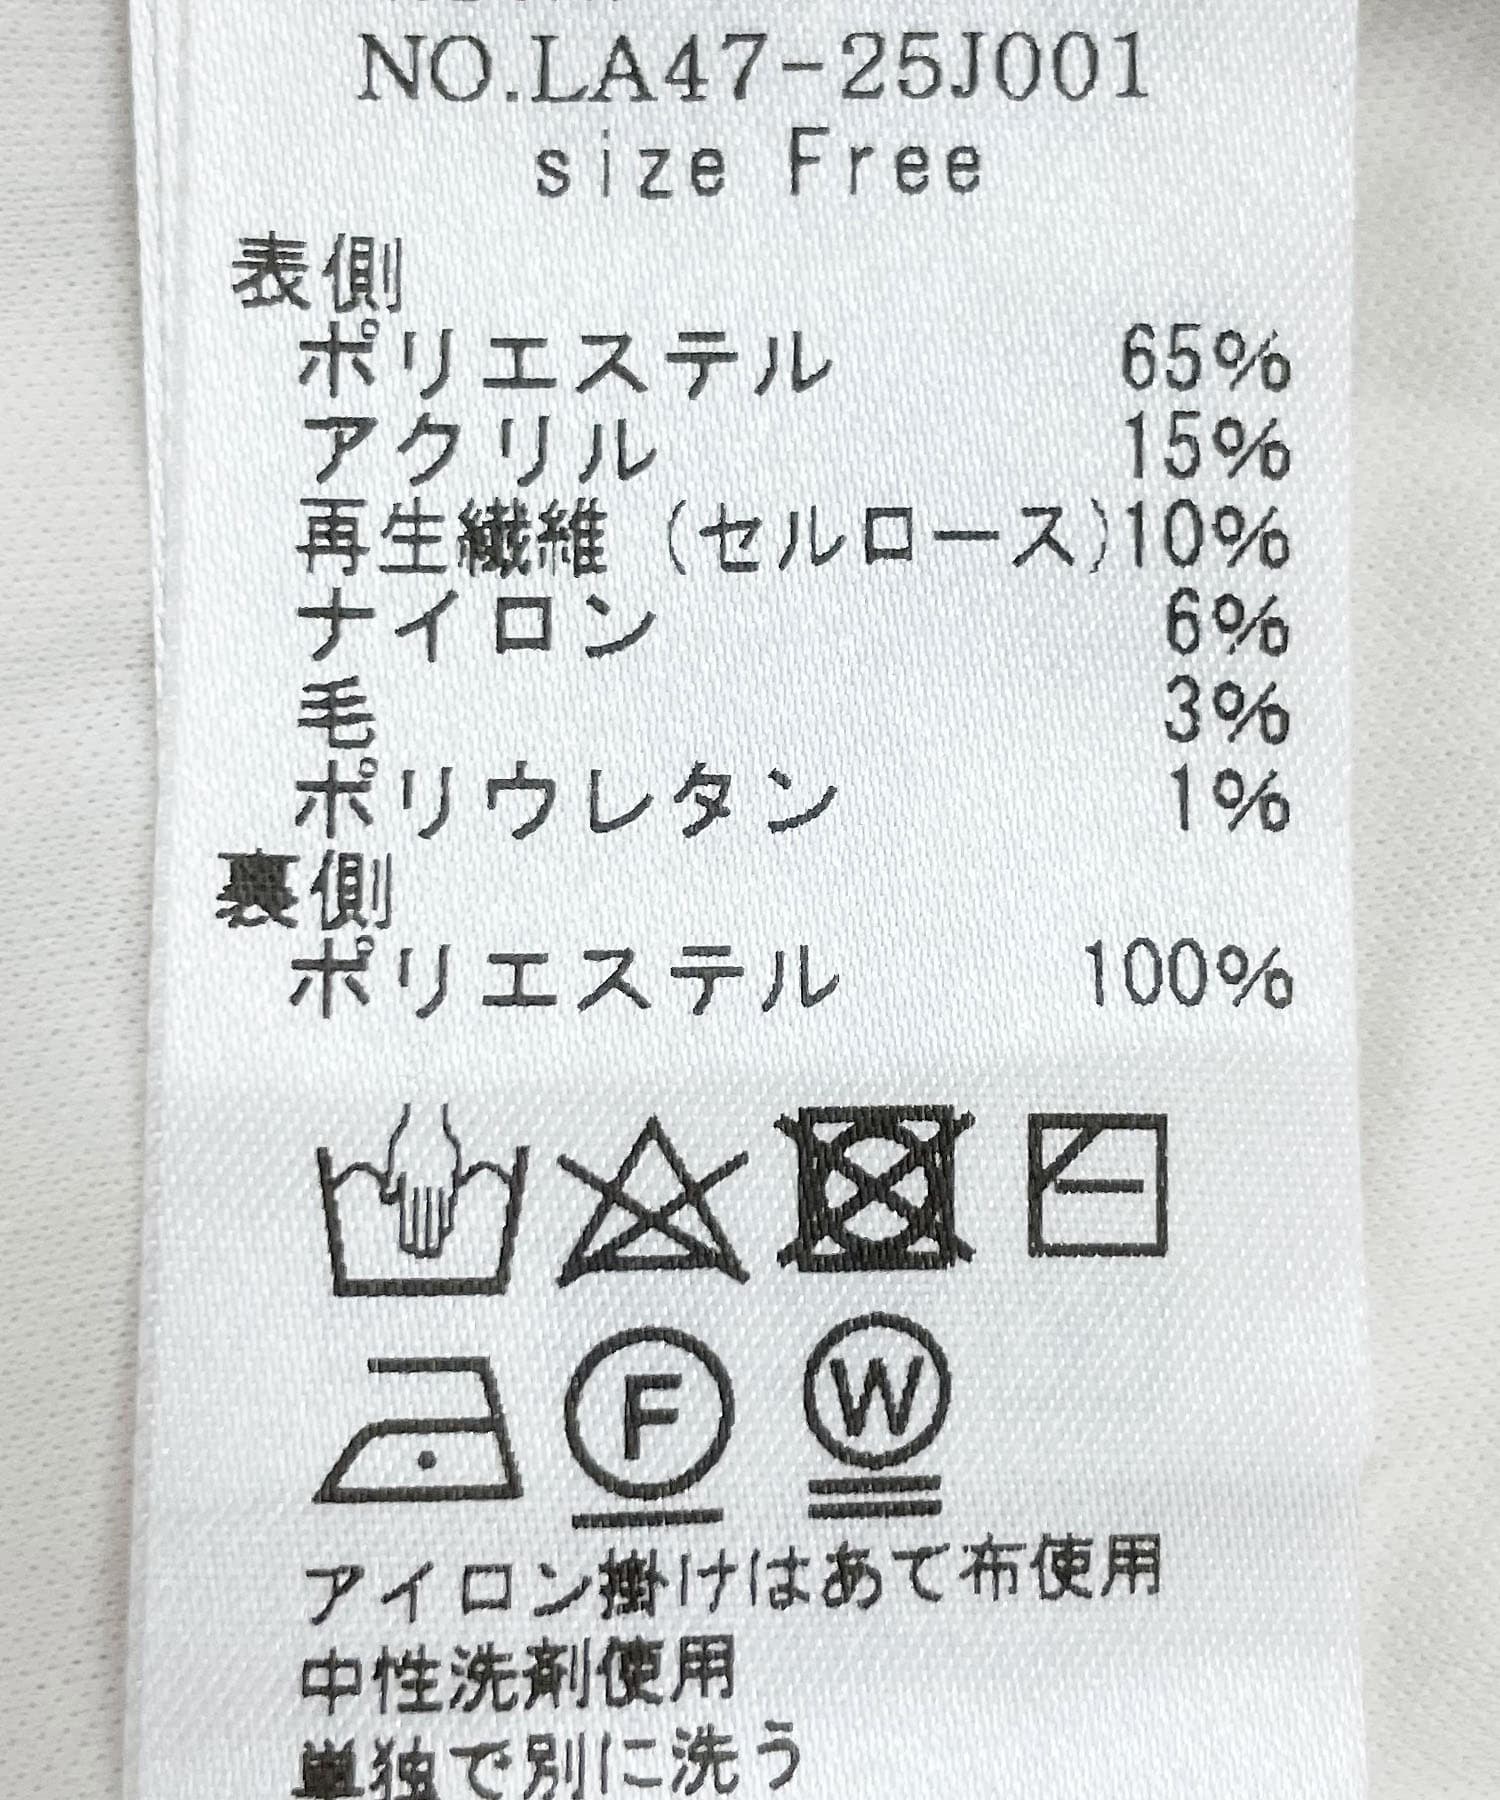 NO.LA47-25J001
size Free
表側
ポリエステル 65%
アクリル 15%
再生繊維 (セルロース)10%
ナイロン 6%
毛 3%
ポリウレタン 1%
裏側
ポリエステル 100%
F
W
アイロン掛けはあて布使用
中性洗剤使用
単独で別に洗う